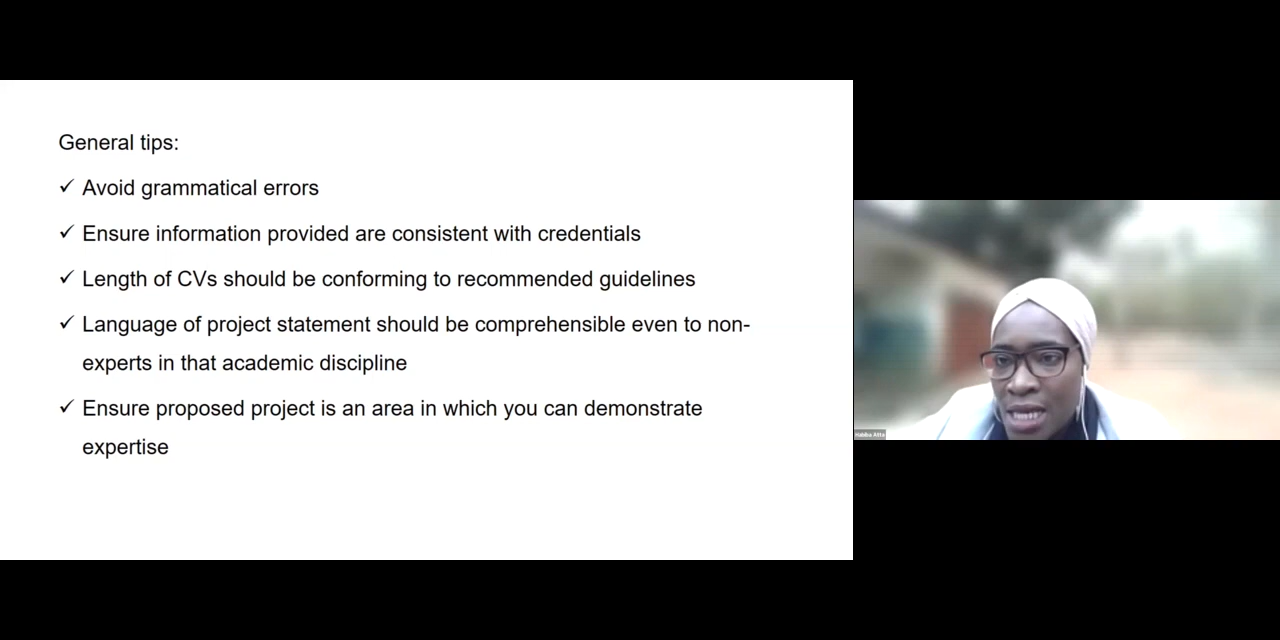 General tips:
✓ Avoid grammatical errors
✓ Ensure information provided are consistent with credentials
✓ Length of CVs should be conforming to recommended guidelines
✓ Language of project statement should be comprehensible even to non-
experts in that academic discipline
✓ Ensure proposed project is an area in which you can demonstrate
expertise